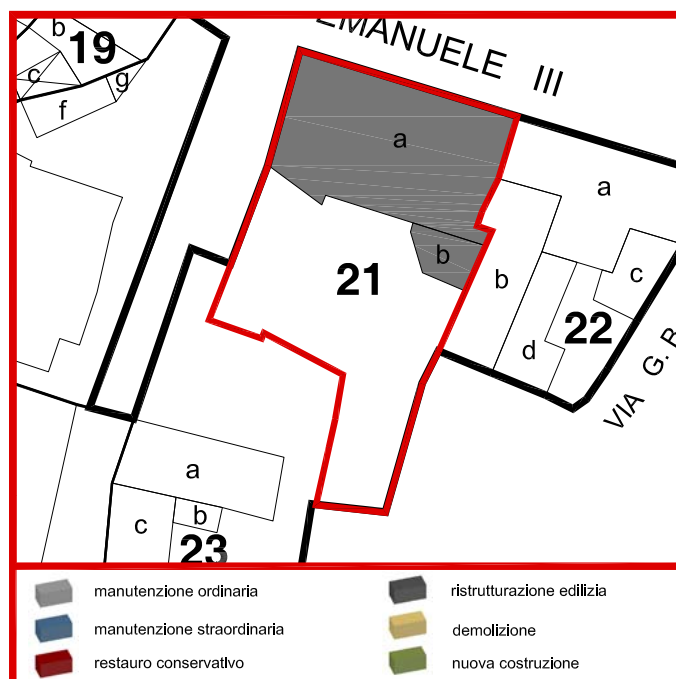 EMANUELE III
b
19
c
g
f
a
a
b
c
b
21
22
d
VIA G. B
a
b
c
23
manutenzione ordinaria
ristrutturazione edilizia
manutenzione straordinaria
demolizione
restauro conservativo
nuova costruzione